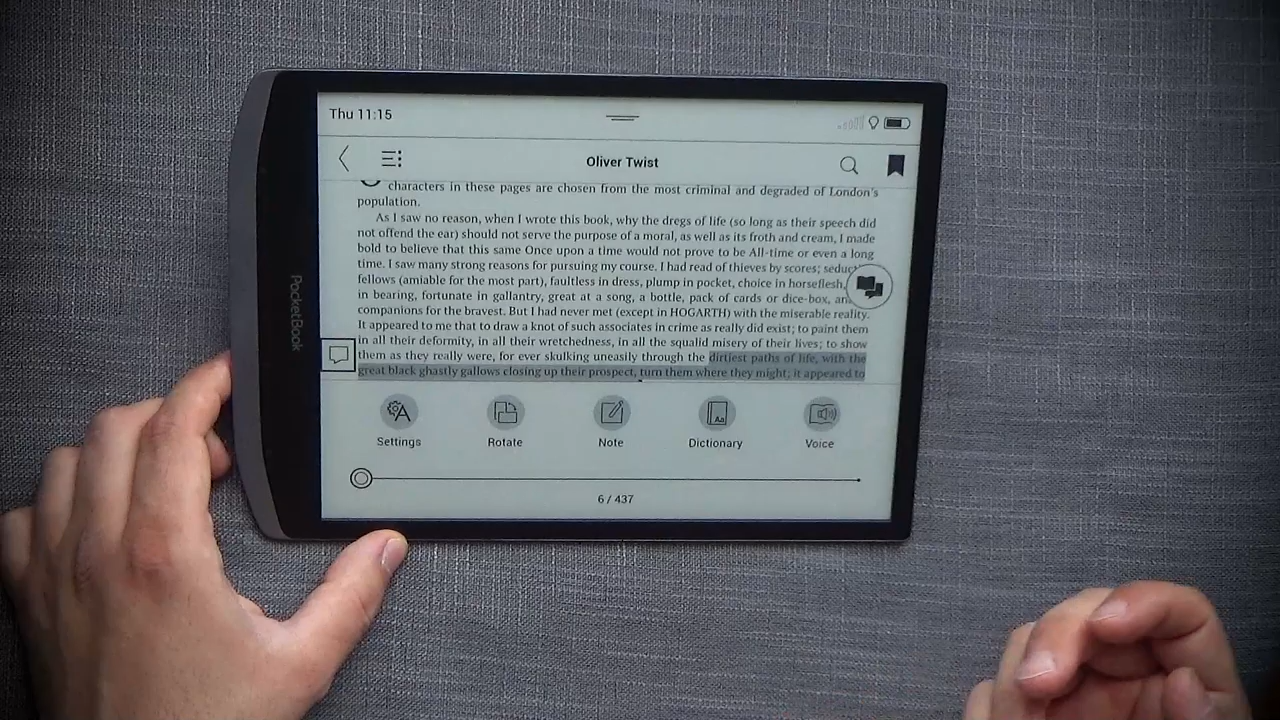 Thu 11:15
Oliver Twist
characters in these pages are chosen from the most criminal and degraded of London's
population.
As I saw no reason, when I wrote this book, why the dregs of life (so long as their speech did
not offend the ear) should not serve the purpose of a moral, as well as its froth and cream, I made
bold to believe that this same Once upon a time would not prove to be All-time or even a long
time. I saw many strong reasons for pursuing my course. I had read of thieves by scores; seduc
fellows (amiable for the most part), faultless in dress, plump in pocket, choice in horseflesh,
in bearing, fortunate in gallantry, great at a song, a bottle, pack of cards or dice-box, an
companions for the bravest. But I had never met (except in HOGARTH) with the miserable reality.
It appeared to me that to draw a knot of such associates in crime as really did exist; to paint them
in all their deformity, in all their wretchedness, in all the squalid misery of their lives; to show
them as they really were, for ever skulking uneasily through the dirtiest paths of life, with the
great black ghastly gallows closing up their prospect, turn them where they might; it appeared to
Settings
Rotate
Note
Dictionary
Voice
6 / 437
PocketBook